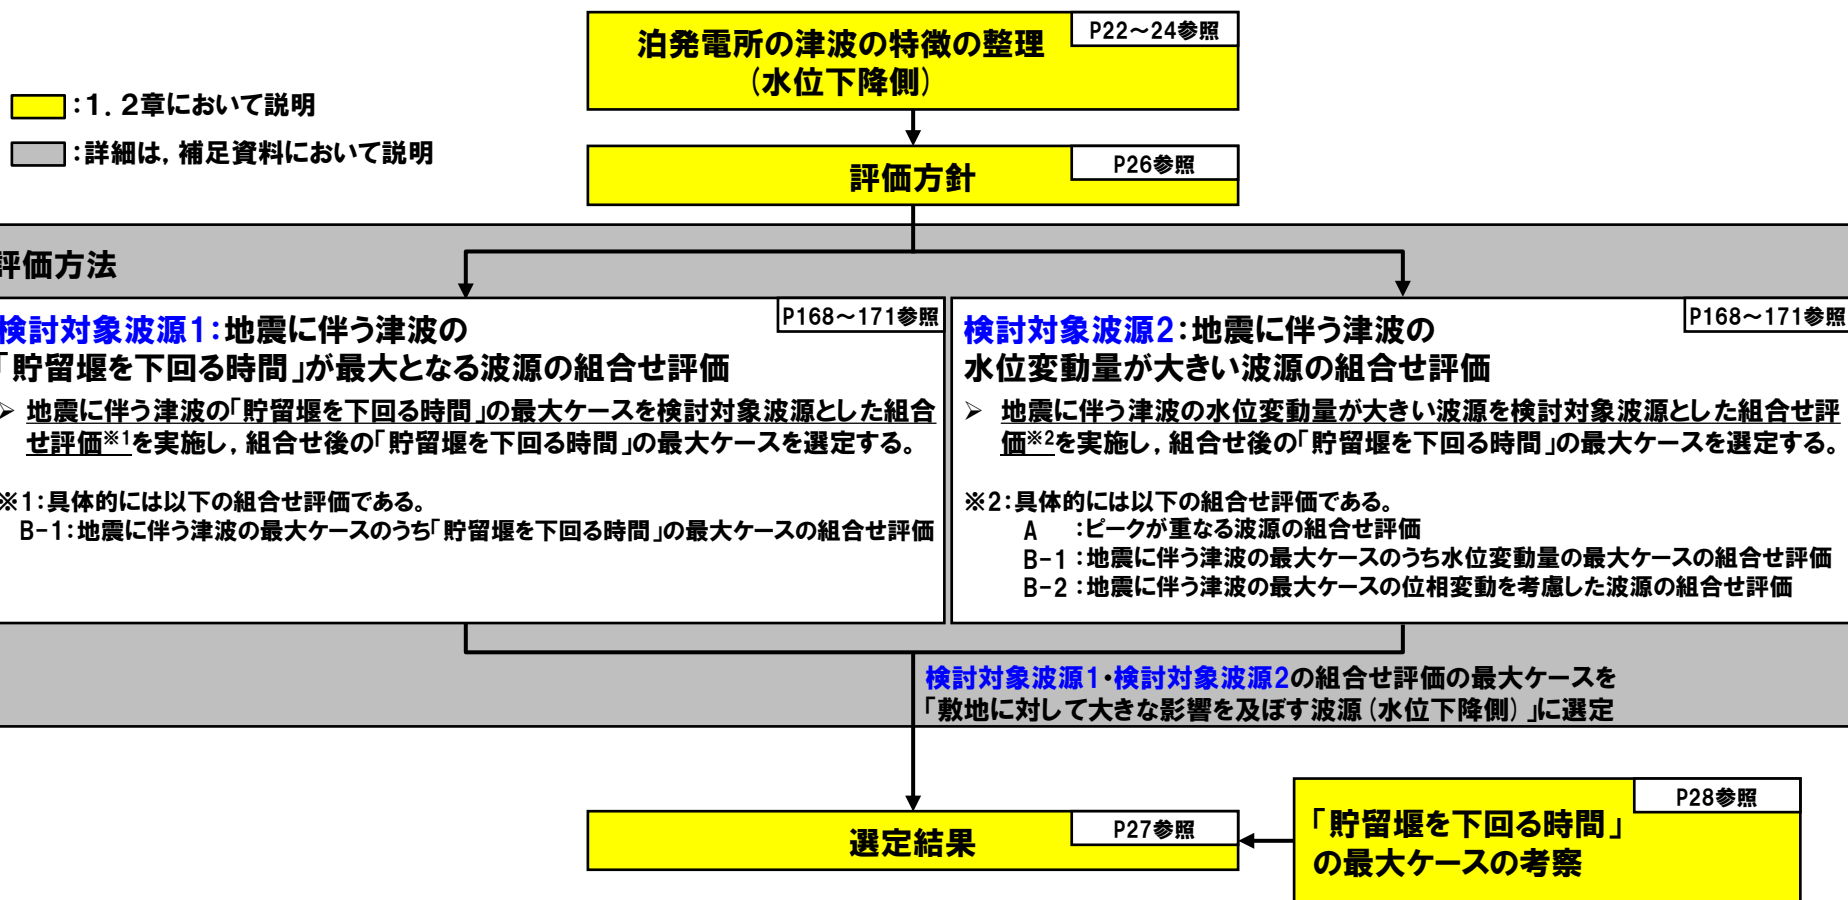 泊発電所の津波の特徴の整理
(水位下降側)
P22～24参照
：1．2章において説明
：詳細は，補足資料において説明
評価方針
P26参照
評価方法
検討対象波源1：地震に伴う津波の
「貯留堰を下回る時間」が最大となる波源の組合せ評価
P168～171参照
➢ 地震に伴う津波の「貯留堰を下回る時間」の最大ケースを検討対象波源とした組合
せ評価※1を実施し，組合せ後の「貯留堰を下回る時間」の最大ケースを選定する。
※1：具体的には以下の組合せ評価である。
B-1：地震に伴う津波の最大ケースのうち「貯留堰を下回る時間」の最大ケースの組合せ評価
検討対象波源2：地震に伴う津波の
水位変動量が大きい波源の組合せ評価
P168～171参照
➢ 地震に伴う津波の水位変動量が大きい波源を検討対象波源とした組合せ評
価※2を実施し，組合せ後の「貯留堰を下回る時間」の最大ケースを選定する。
※2：具体的には以下の組合せ評価である。
A ：ピークが重なる波源の組合せ評価
B-1：地震に伴う津波の最大ケースのうち水位変動量の最大ケースの組合せ評価
B-2：地震に伴う津波の最大ケースの位相変動を考慮した波源の組合せ評価
検討対象波源1・検討対象波源2の組合せ評価の最大ケースを
「敷地に対して大きな影響を及ぼす波源(水位下降側)」に選定
選定結果
P27参照
「貯留堰を下回る時間」
の最大ケースの考察
P28参照